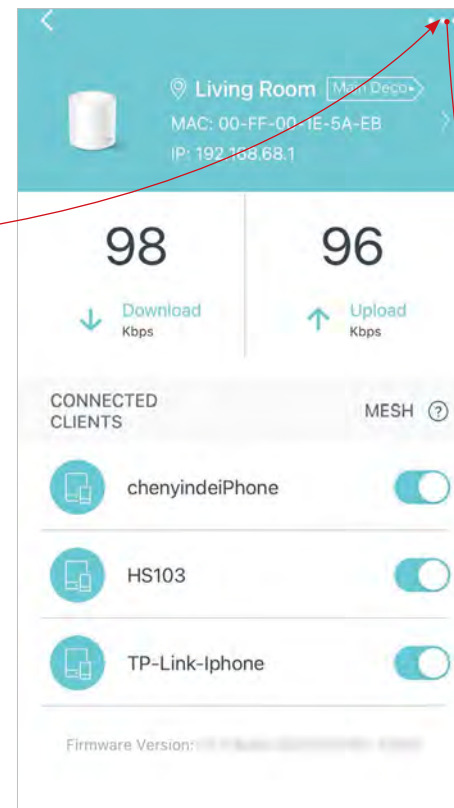 Living Room Main Deco
MAC: 00-FF-00-1E-5A-EB
IP: 192.168.68.1
98
96
Download
Kbps
Upload
Kbps
CONNECTED
CLIENTS
MESH ?
chenyindeiPhone
HS103
TP-Link-Iphone
Firmware Version: